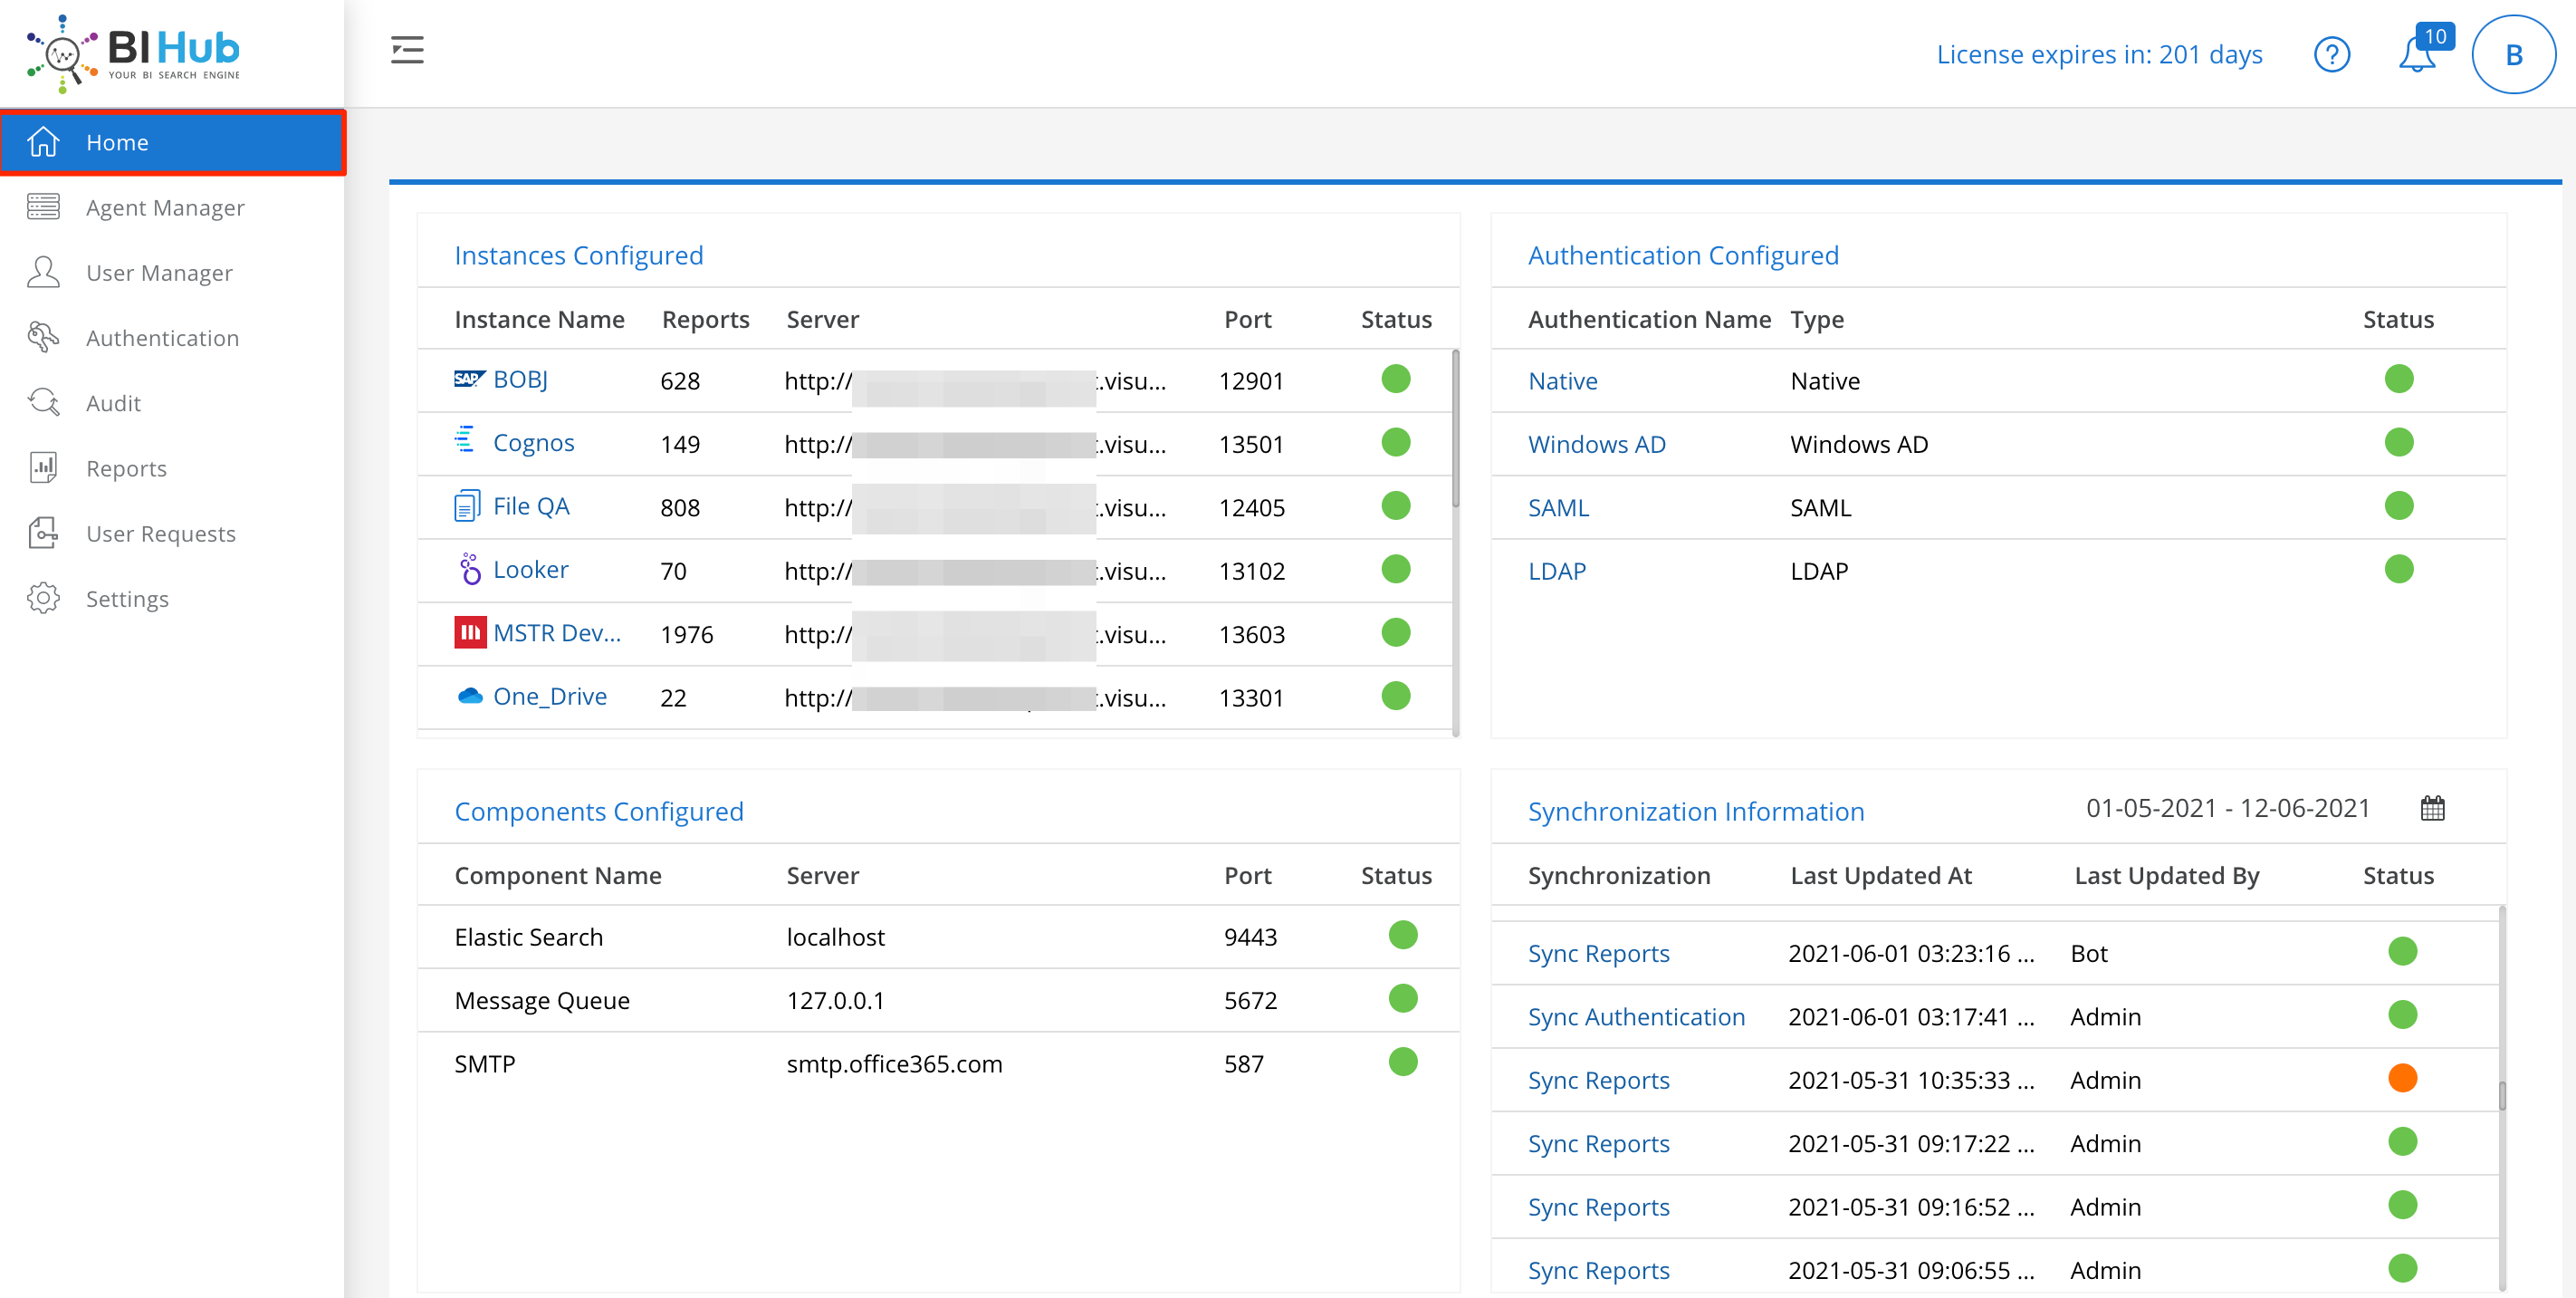 BI Hub
YOUR BI SEARCH ENGINE
License expires in: 201 days
10
B
Home
Agent Manager
User Manager
Authentication
Audit
Reports
User Requests
Settings
Instances Configured
Instance Name Reports Server Port Status
SAP BOBJ 628 http:// .visu... 12901
Cognos 149 http:// .visu... 13501
File QA 808 http:// .visu... 12405
Looker 70 http:// .visu... 13102
MSTR Dev... 1976 http:// .visu... 13603
One_Drive 22 http:// .visu... 13301
Authentication Configured
Authentication Name Type Status
Native Native
Windows AD Windows AD
SAML SAML
LDAP LDAP
Components Configured
Component Name Server Port Status
Elastic Search localhost 9443
Message Queue 127.0.0.1 5672
SMTP smtp.office365.com 587
Synchronization Information 01-05-2021 - 12-06-2021
Synchronization Last Updated At Last Updated By Status
Sync Reports 2021-06-01 03:23:16 ... Bot
Sync Authentication 2021-06-01 03:17:41 ... Admin
Sync Reports 2021-05-31 10:35:33 ... Admin
Sync Reports 2021-05-31 09:17:22 ... Admin
Sync Reports 2021-05-31 09:16:52 ... Admin
Sync Reports 2021-05-31 09:06:55 ... Admin